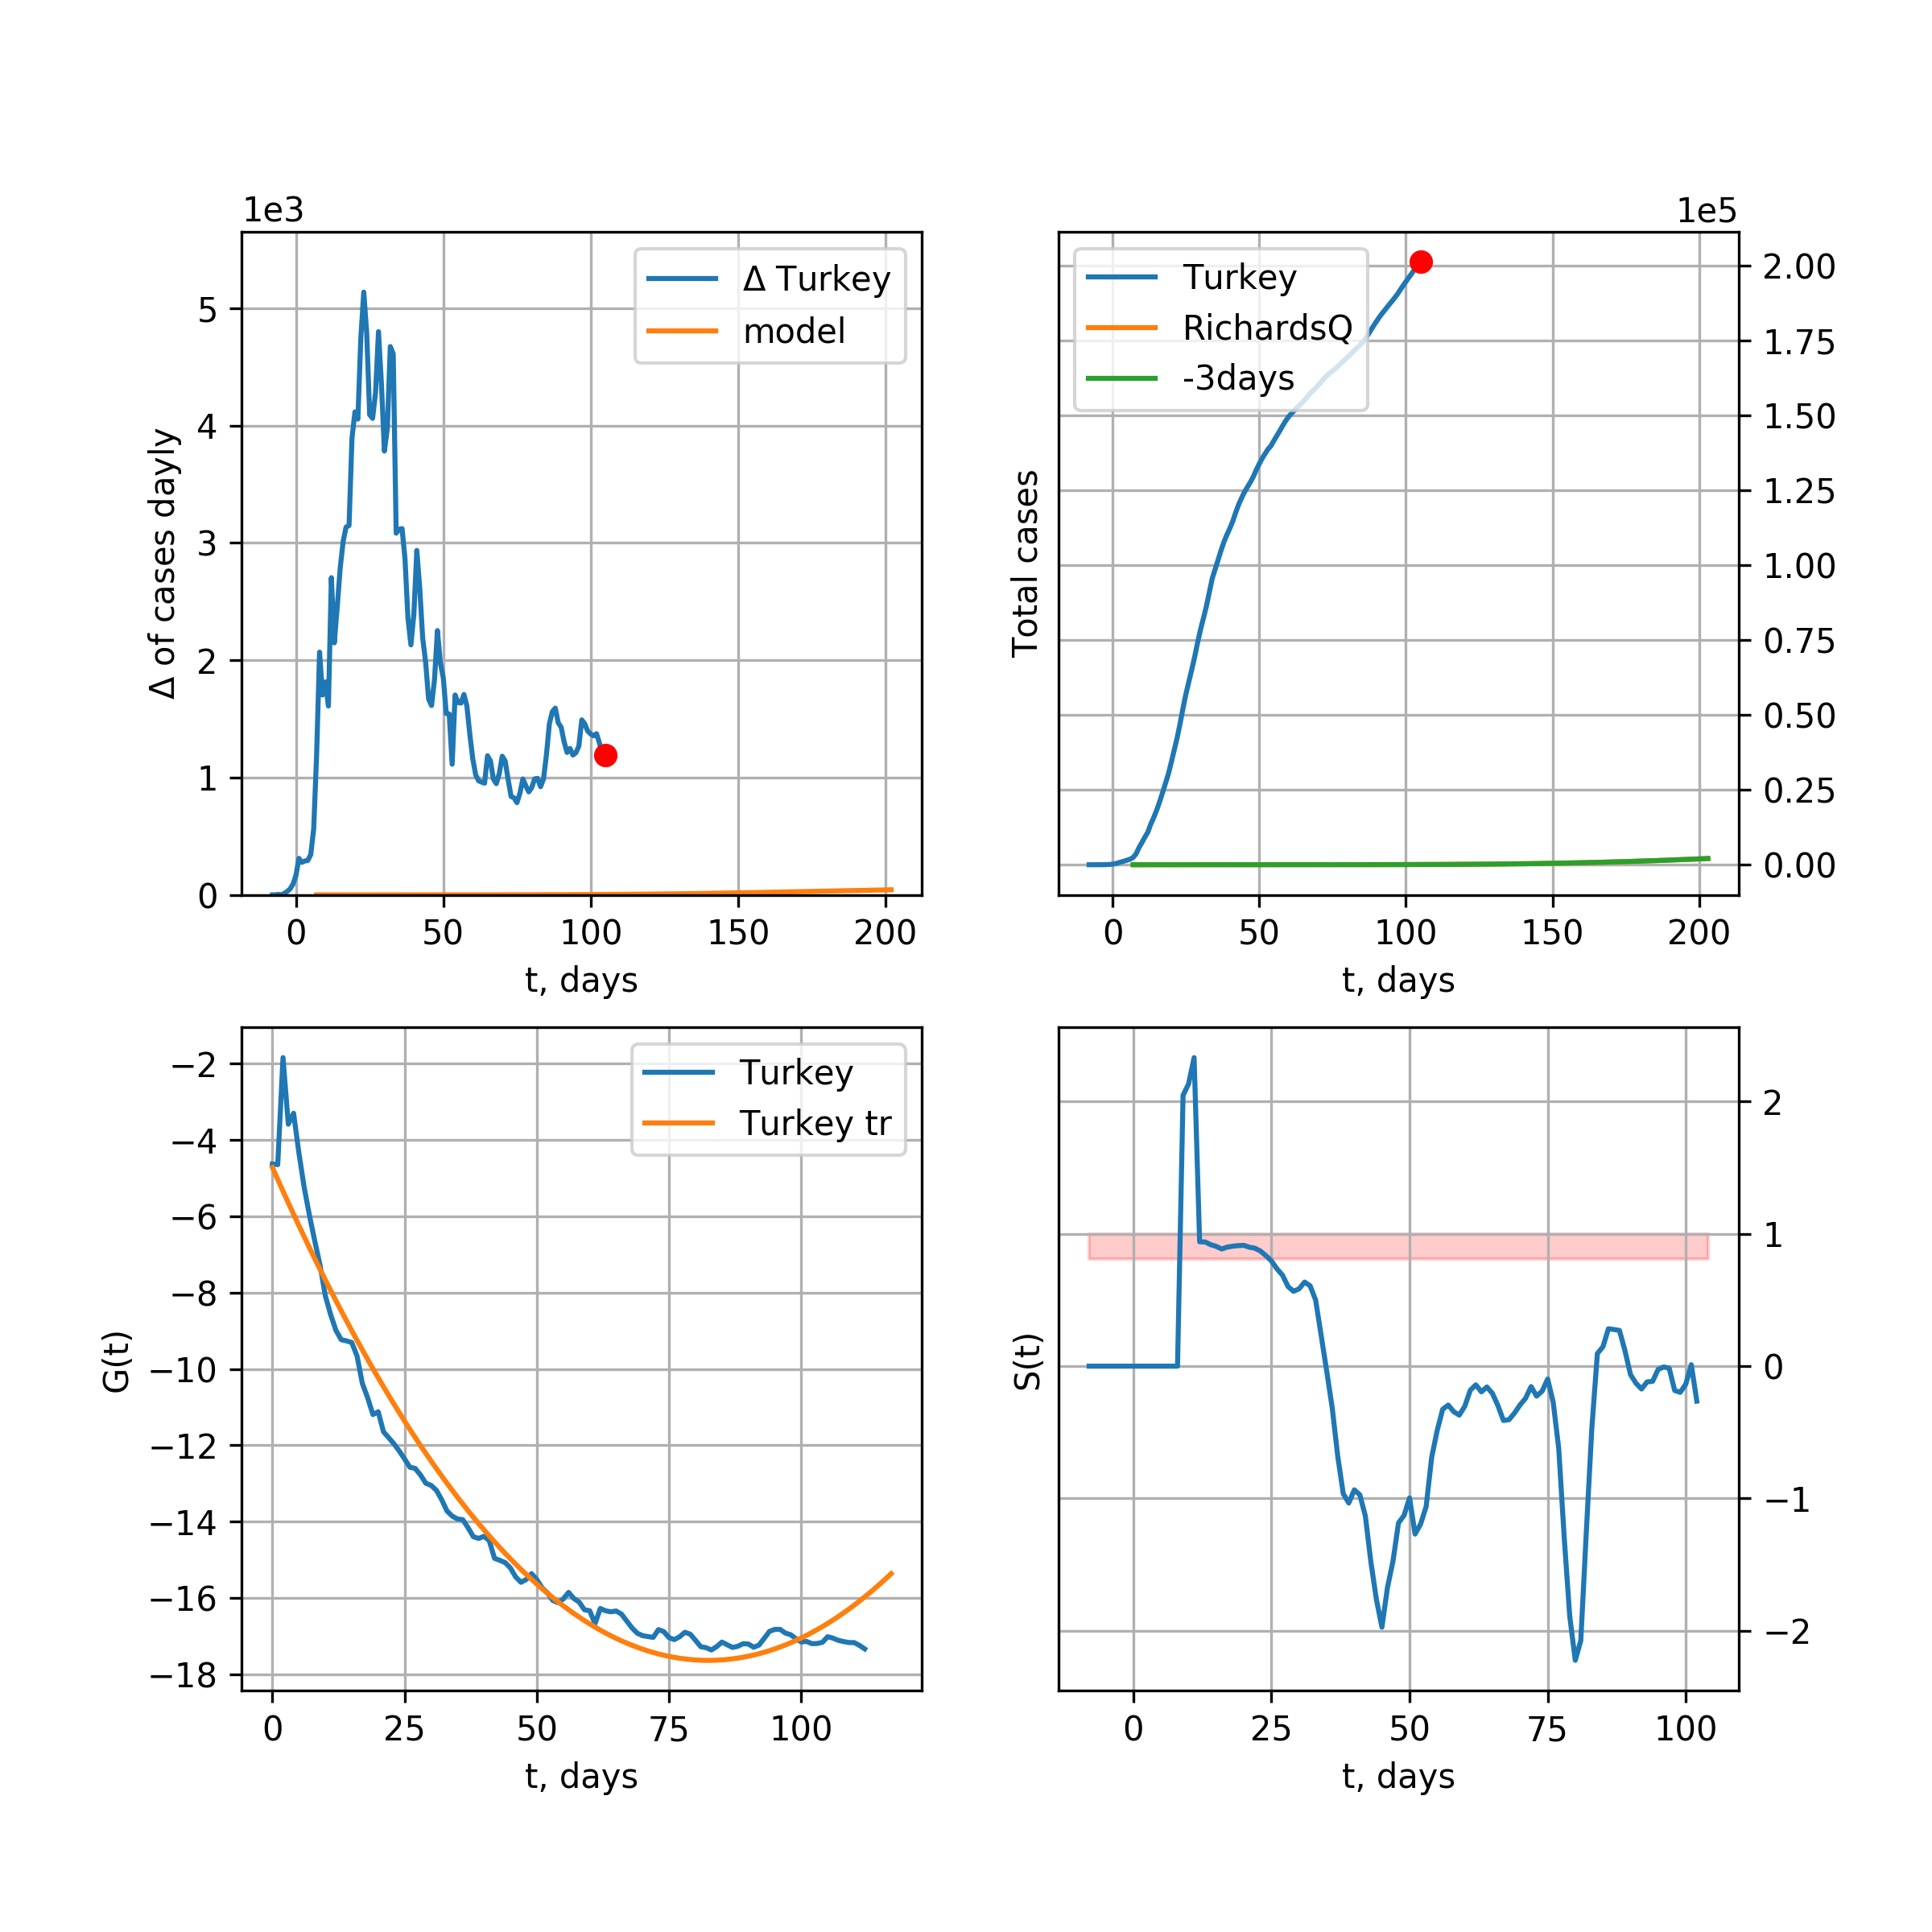 1e3
5
4
3
2
1
0
Δ of cases dayly
Δ Turkey
model
0 50 100 150 200
t, days
1e5
Total cases
Turkey
RichardsQ
-3days
2.00
1.75
1.50
1.25
1.00
0.75
0.50
0.25
0.00
0 50 100 150 200
t, days
−2
−4
−6
−8
−10
−12
−14
−16
−18
G(t)
Turkey
Turkey tr
0 25 50 75 100
t, days
S(t)
2
1
0
−1
−2
0 25 50 75 100
t, days